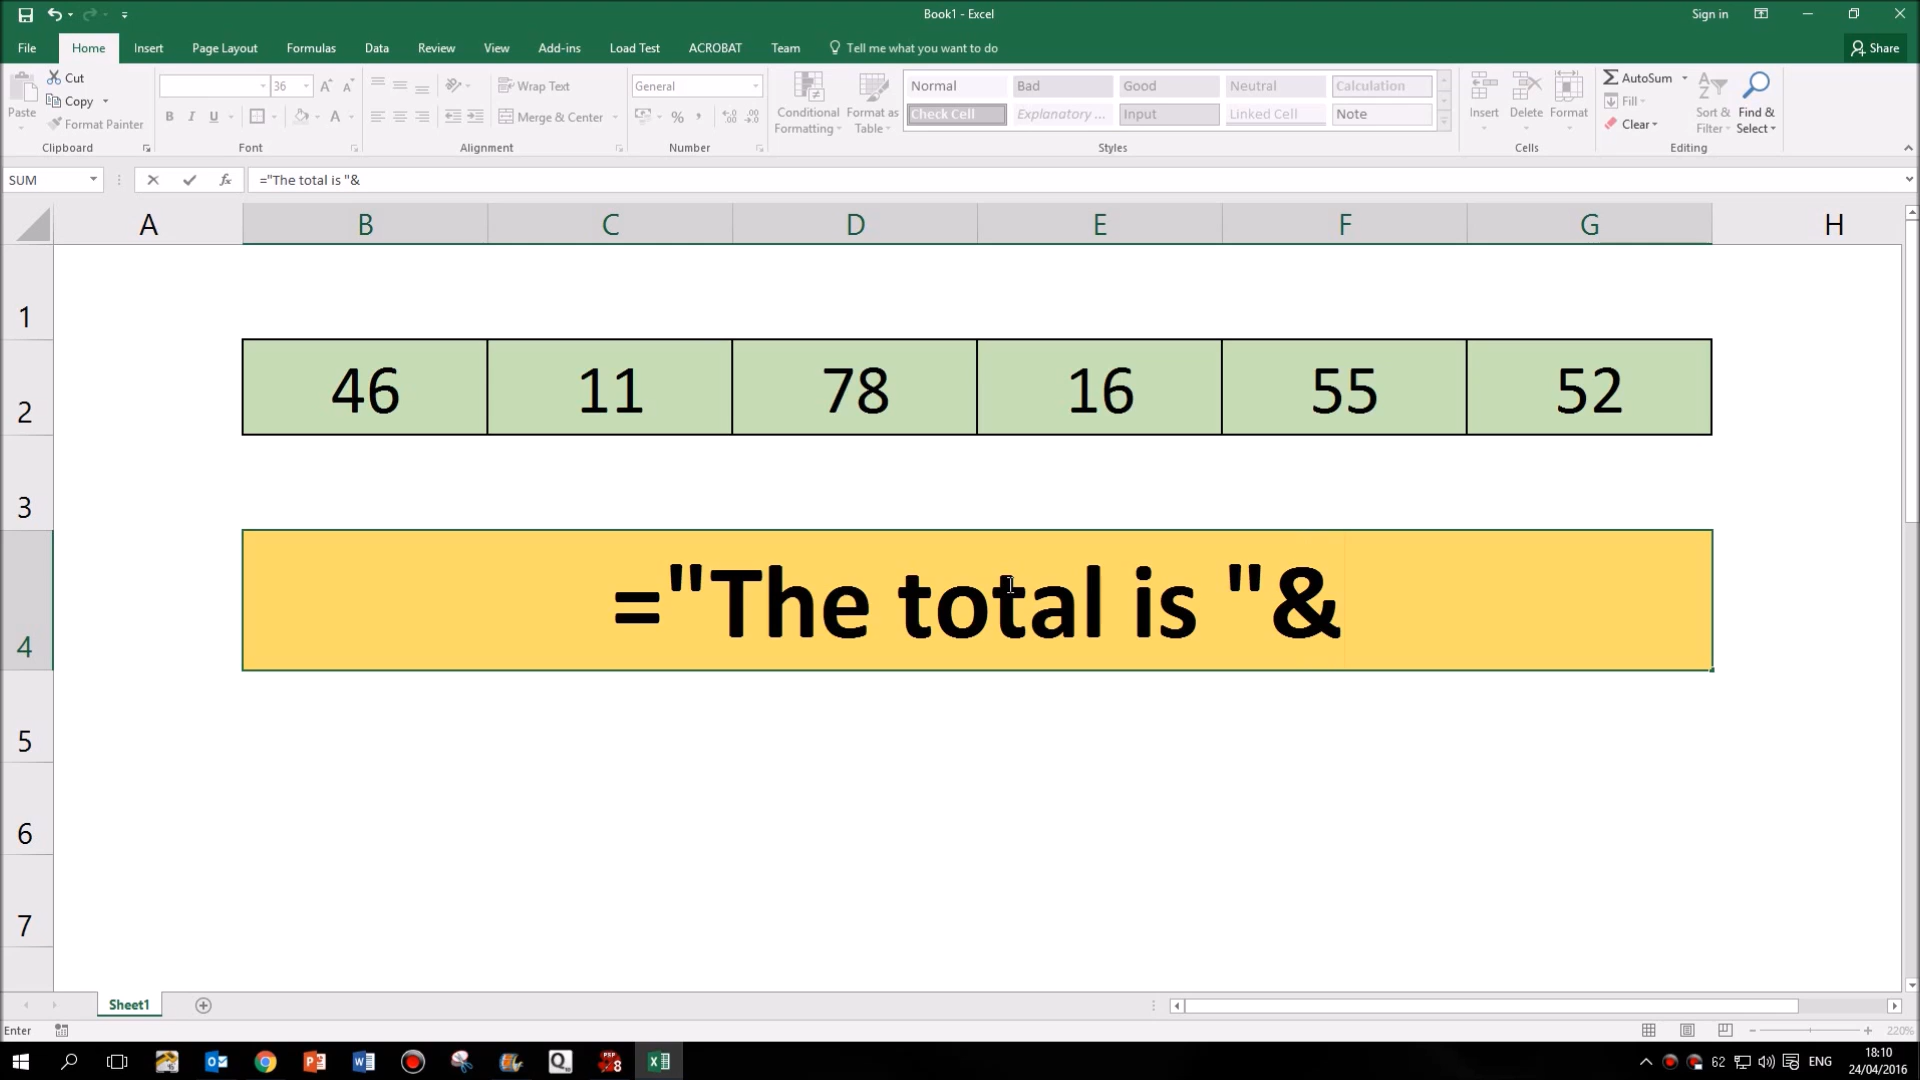 Book1 - Excel
Sign in
File Home Insert Page Layout Formulas Data Review View Add-ins Load Test ACROBAT Team Tell me what you want to do Share
Paste
Cut
Copy
Format Painter
Clipboard
36
Font
Wrap Text
Merge & Center
Alignment
General
Number
Conditional Formatting
Format as Table
Normal Bad Good Neutral Calculation
Check Cell Explanatory ... Input Linked Cell Note
Styles
Insert Delete Format
Cells
AutoSum
Fill
Clear
Sort & Filter
Find & Select
Editing
SUM
="The total is "&
A B C D E F G H
1
2 46 11 78 16 55 52
3
4 ="The total is "&
5
6
7
Sheet1
Enter
220%
62
ENG
18:10
24/04/2016